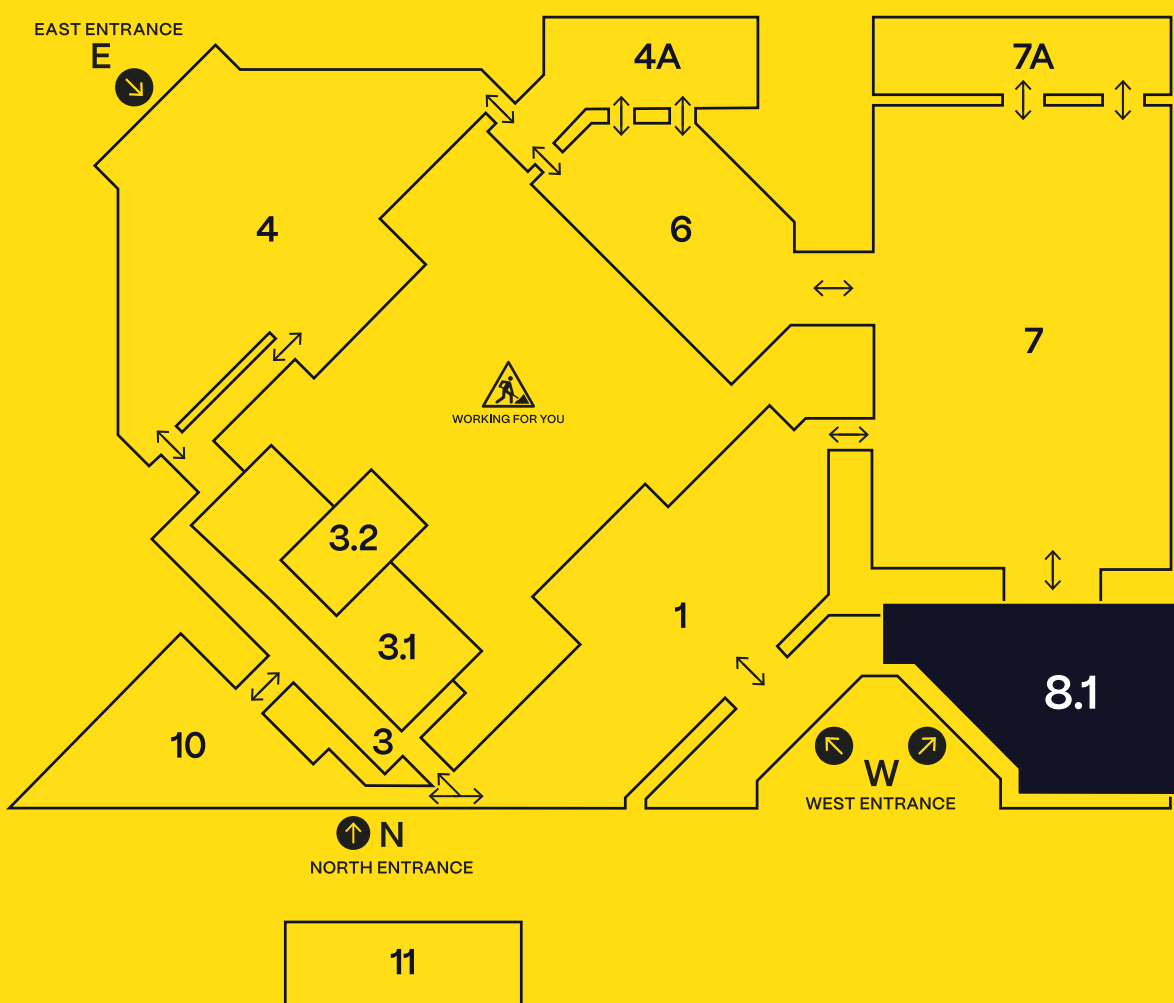 EAST ENTRANCE
E
4A
7A
4
6
7
WORKING FOR YOU
3.2
1
3.1
8.1
10
3
W
WEST ENTRANCE
N
NORTH ENTRANCE
11